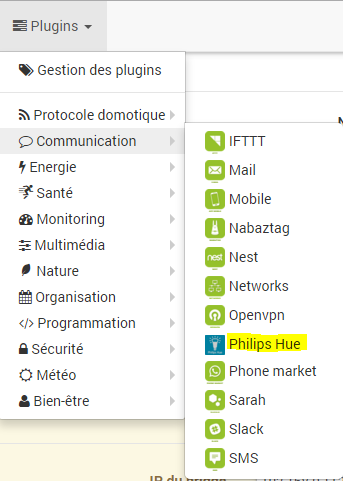 Plugins
Gestion des plugins
Protocole domotique
Communication
Energie
Santé
Monitoring
Multimédia
Nature
Organisation
Programmation
Sécurité
Météo
Bien-être
IFTTT
Mail
Mobile
Nabaztag
Nest
Networks
Openvpn
Philips Hue
Phone market
Sarah
Slack
SMS